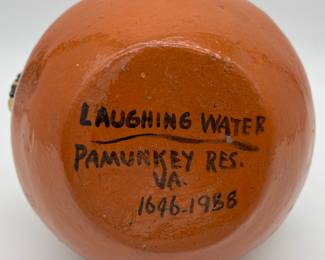 LAUGHING WATER
PAMUNKEY RES.
VA.
1646-1958